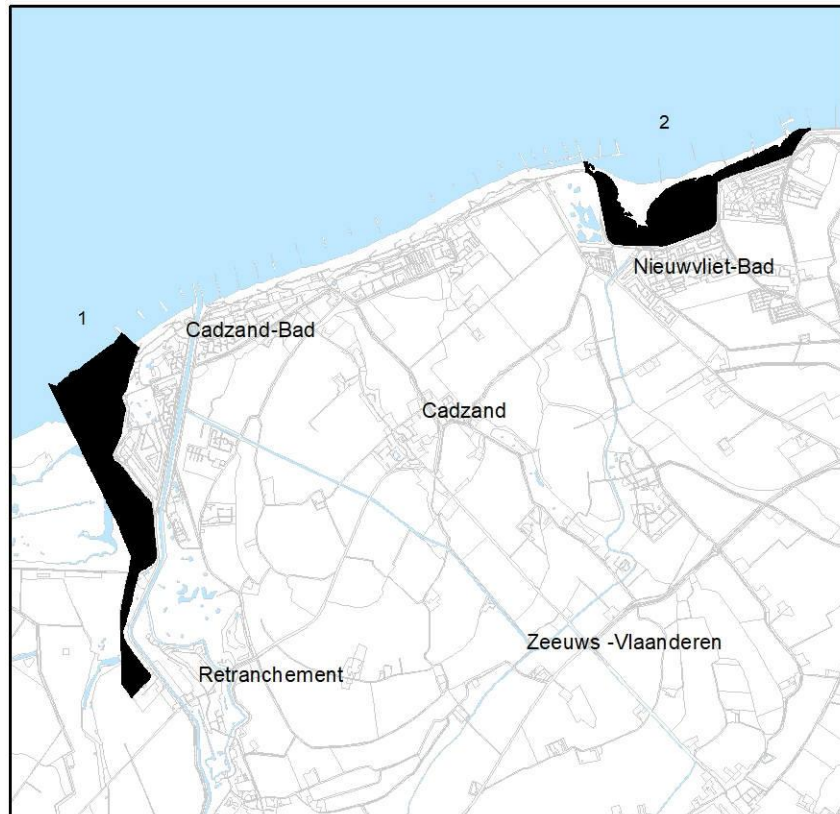 2
Nieuwvliet-Bad
1
Cadzand-Bad
Cadzand
Zeeuws -Vlaanderen
Retranchement